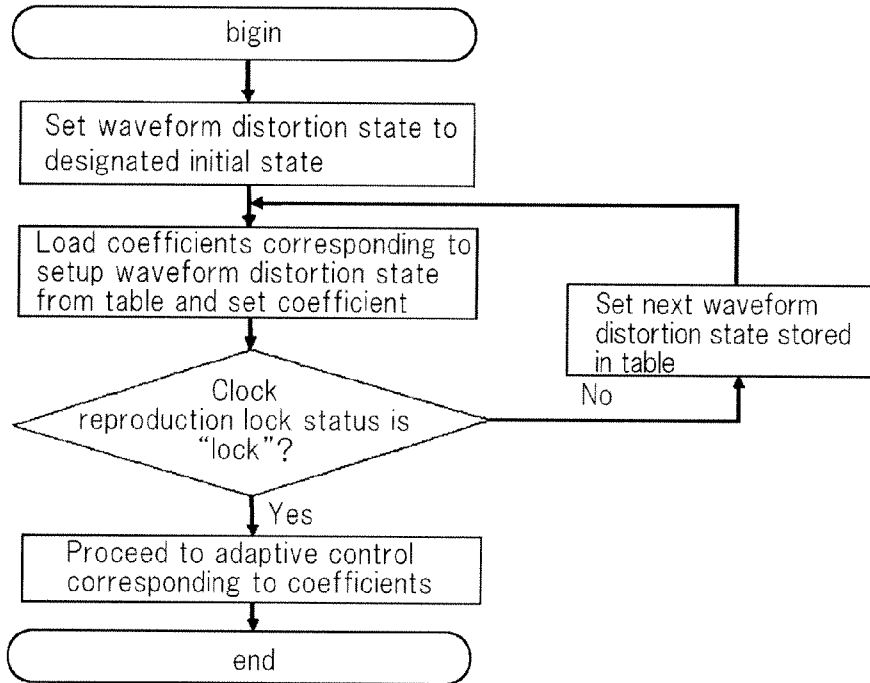 bigin
Set waveform distortion state to
designated initial state
Load coefficients corresponding to
setup waveform distortion state
from table and set coefficient
Set next waveform
distortion state stored
in table
No
Clock
reproduction lock status is
“lock”?
Yes
Proceed to adaptive control
corresponding to coefficients
end